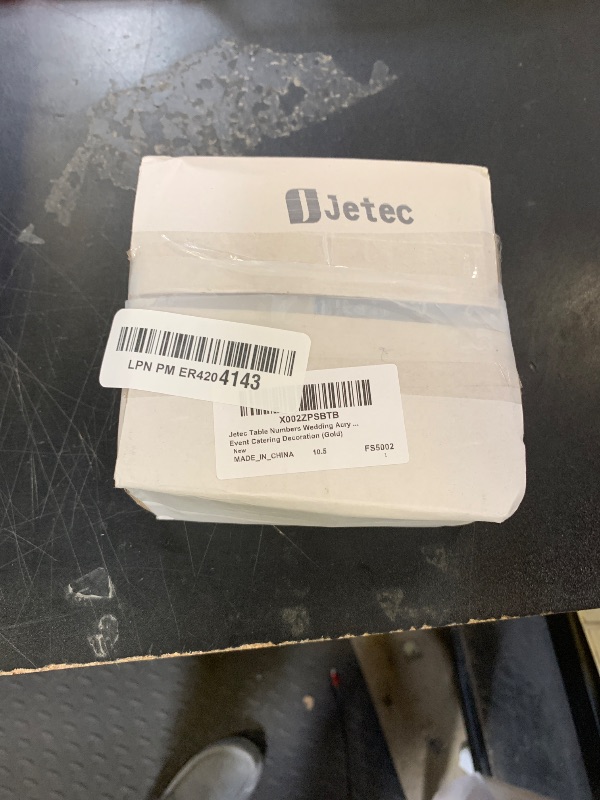 Jetec
LPN PM ER4204143
X002ZPSBTB
Jetec Table Numbers Wedding Acry ...
Event Catering Decoration (Gold)
New
MADE_IN_CHINA 10.5 FS5002
1